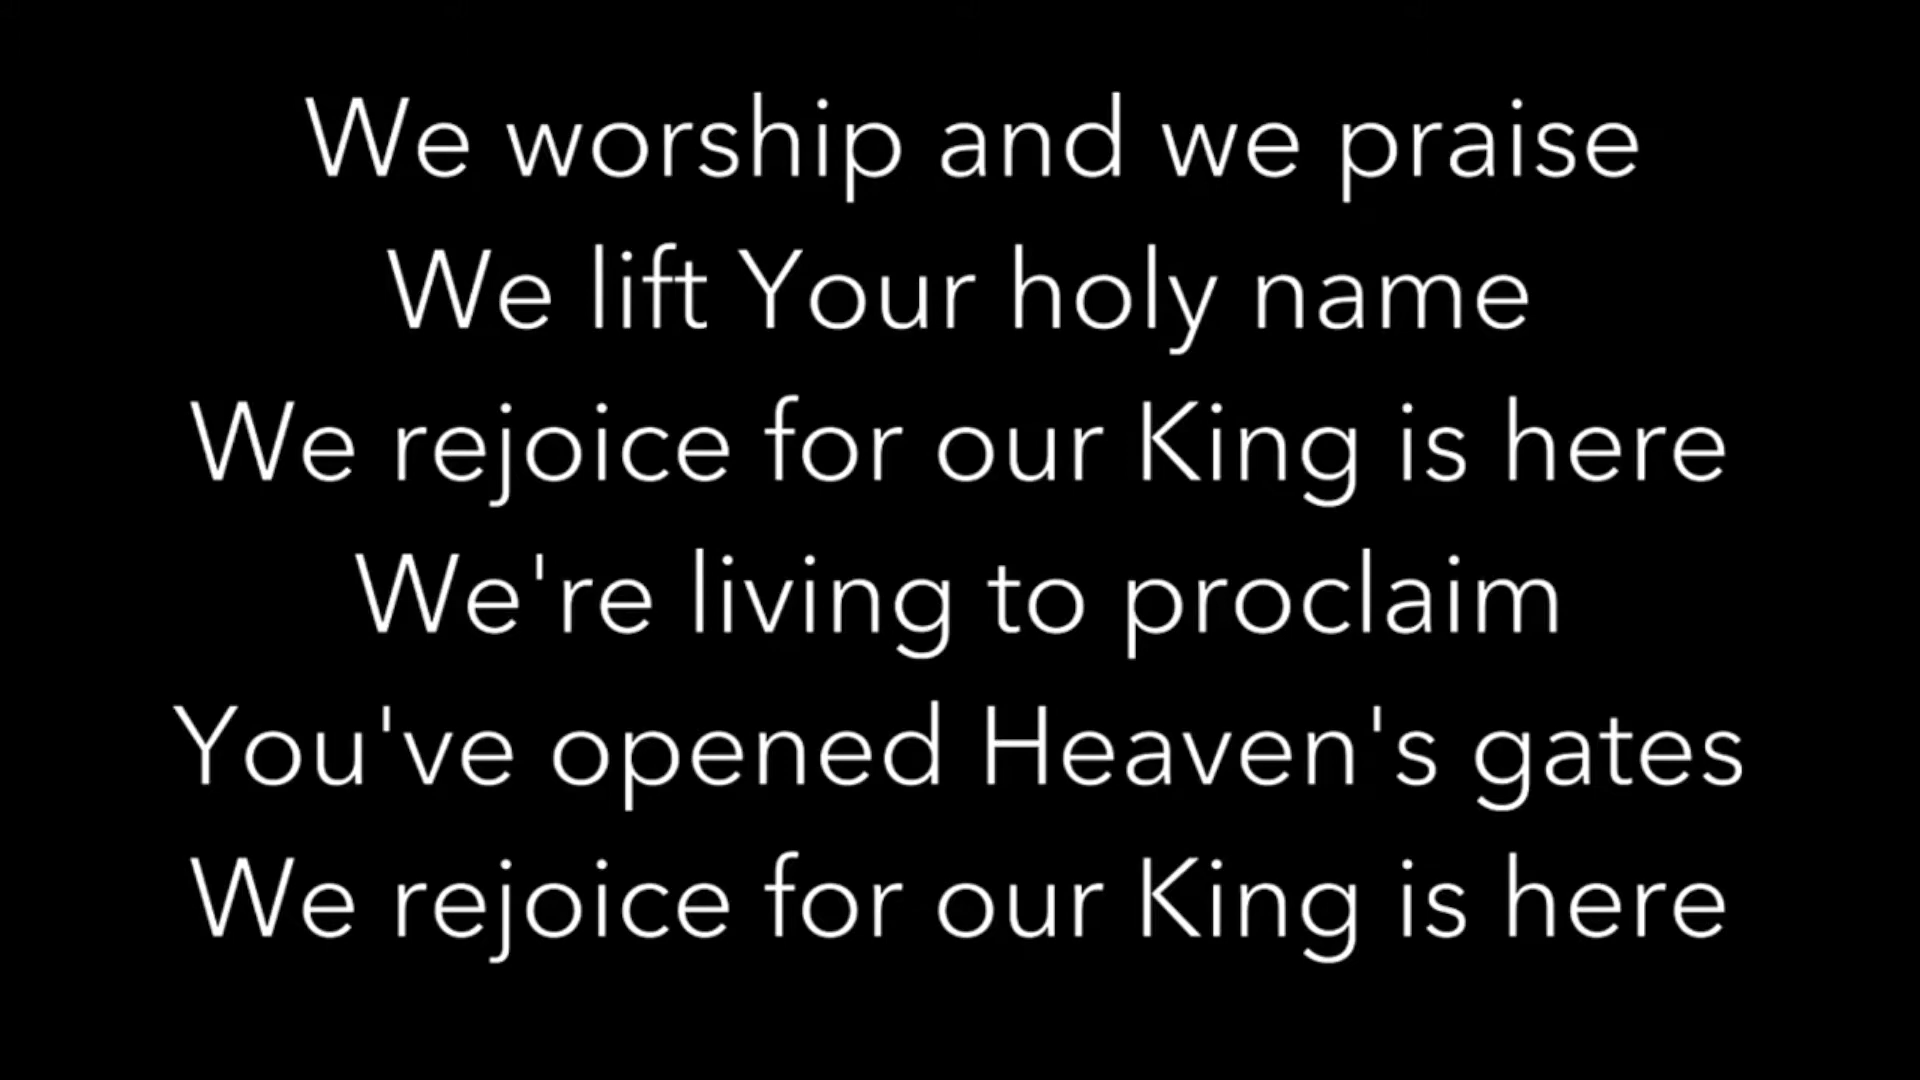 We worship and we praise
We lift Your holy name
We rejoice for our King is here
We're living to proclaim
You've opened Heaven's gates
We rejoice for our King is here